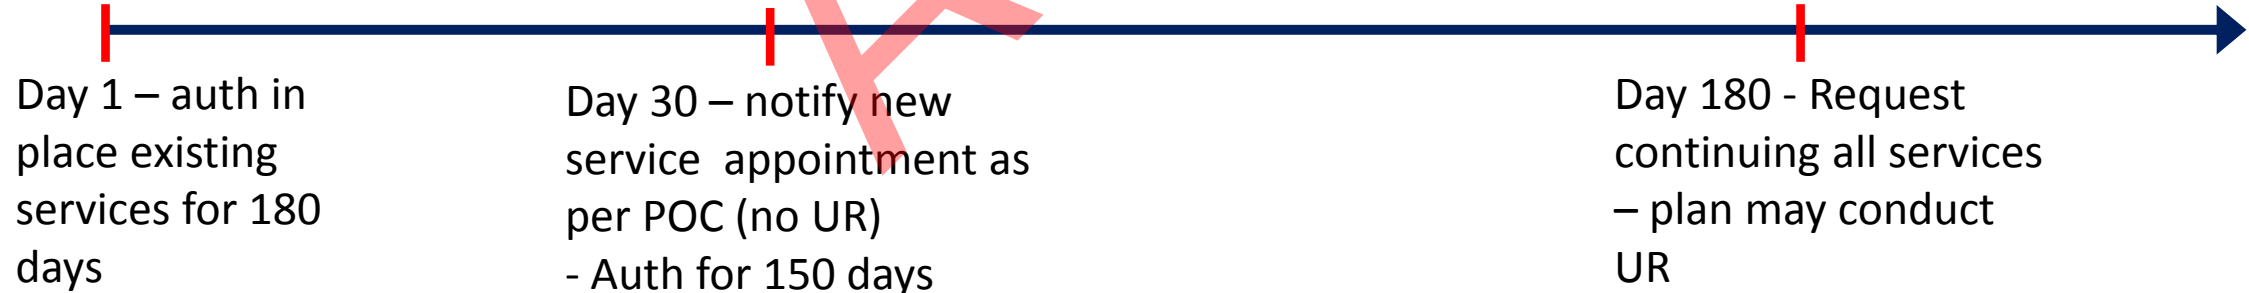 Day 1 – auth in
place existing
services for 180
days
Day 30 – notify new
service  appointment as
per POC (no UR)
- Auth for 150 days
Day 180 - Request
continuing all services
– plan may conduct
UR